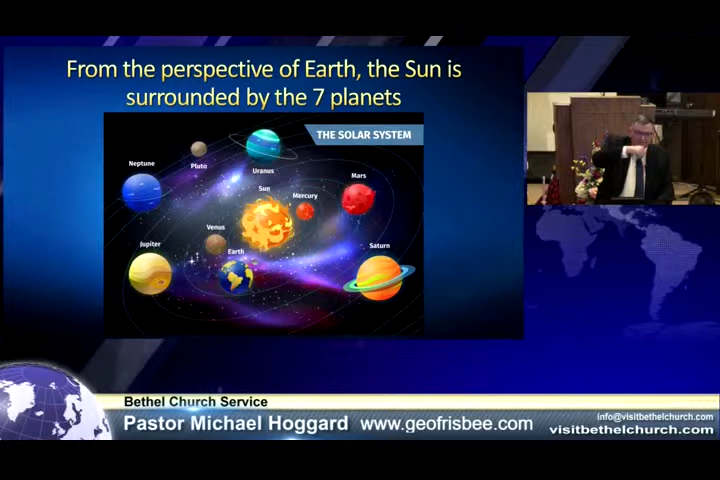 From the perspective of Earth, the Sun is
surrounded by the 7 planets
THE SOLAR SYSTEM
Neptune
Pluto
Uranus
Sun
Mercury
Mars
Venus
Earth
Jupiter
Saturn
Bethel Church Service
Pastor Michael Hoggard www.geofrisbee.com
info@visitbethelchurch.com
visitbethelchurch.com